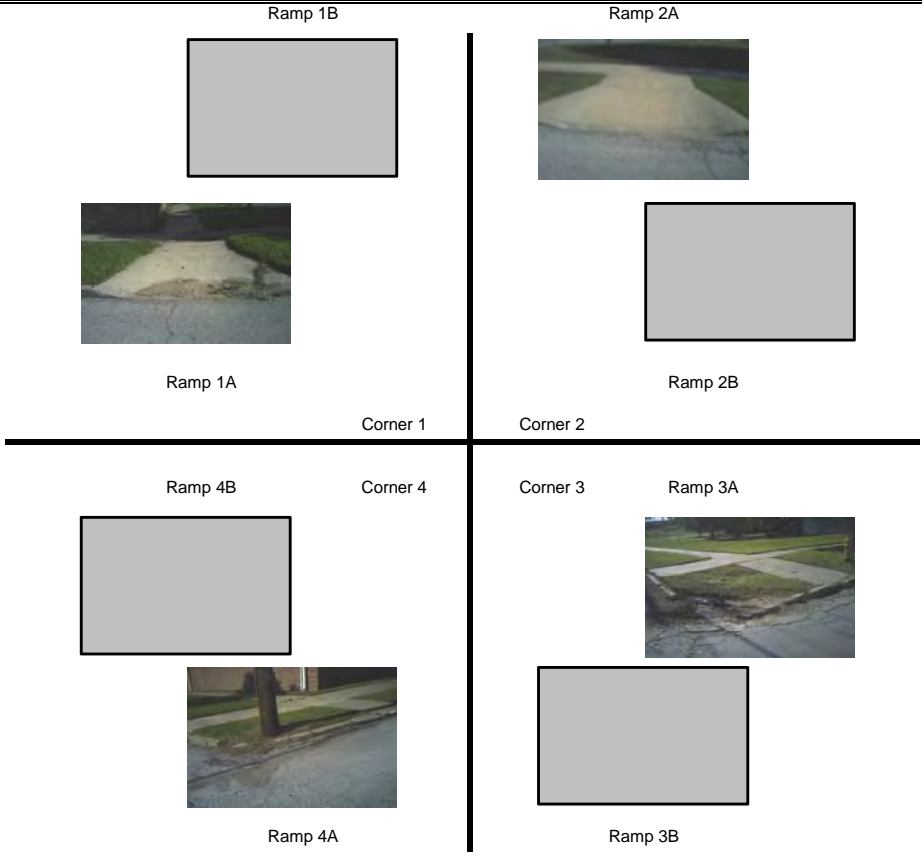 Ramp 1B
Ramp 2A
Ramp 1A
Ramp 2B
Corner 1
Corner 2
Ramp 4B
Corner 4
Corner 3
Ramp 3A
Ramp 4A
Ramp 3B